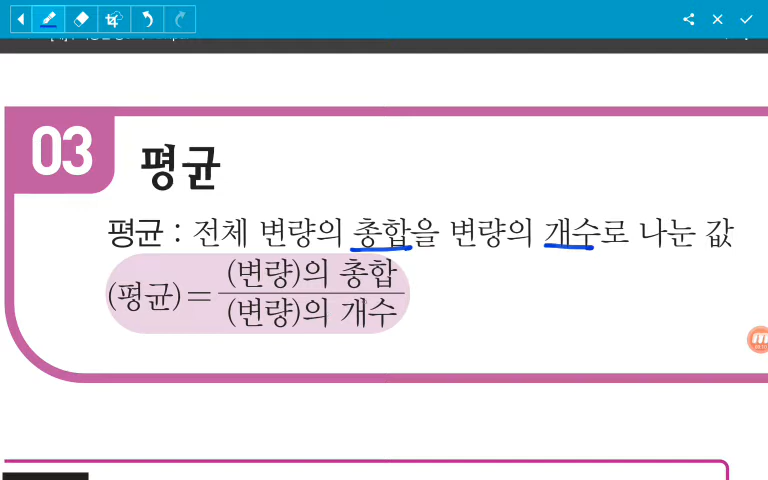 03
평균
평균 : 전체 변량의 총합을 변량의 개수로 나눈 값
(평균)=(변량)의 총합/(변량)의 개수